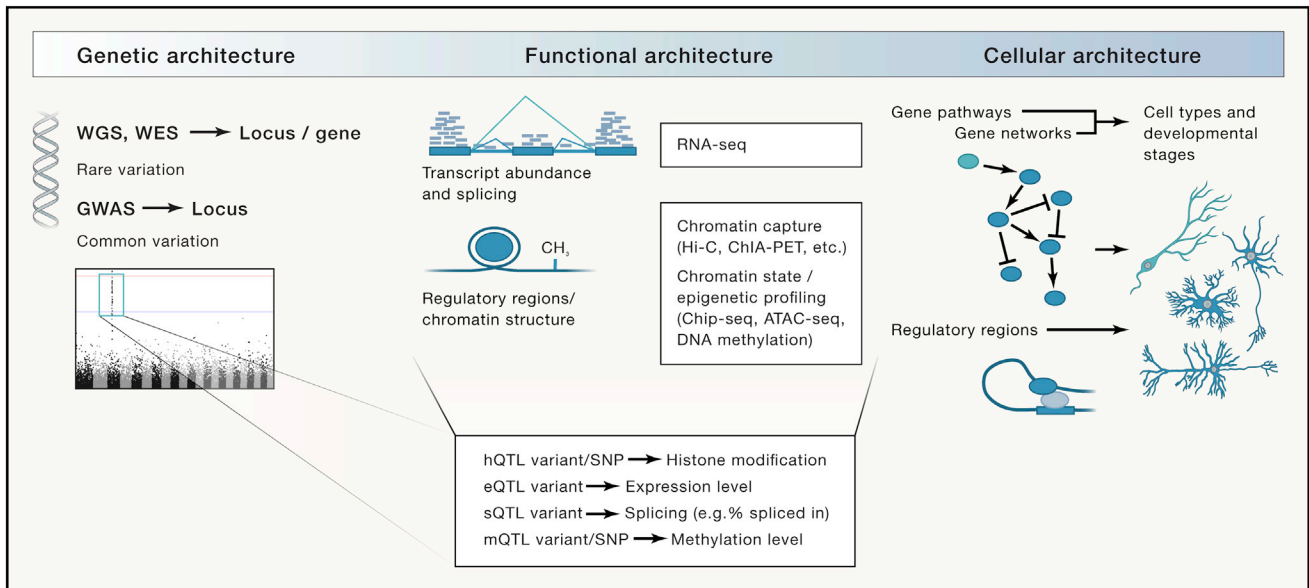 Genetic architecture
Functional architecture
Cellular architecture
WGS, WES
Locus / gene
Rare variation
GWAS
Locus
Common variation
Transcript abundance
and splicing
CH3
Regulatory regions/
chromatin structure
RNA-seq
Chromatin capture
(Hi-C, ChIA-PET, etc.)
Chromatin state /
epigenetic profiling
(Chip-seq, ATAC-seq,
DNA methylation)
Gene pathways
Gene networks
Cell types and
developmental
stages
Regulatory regions
hQTL variant/SNP
Histone modification
eQTL variant
Expression level
sQTL variant
Splicing (e.g.% spliced in)
mQTL variant/SNP
Methylation level